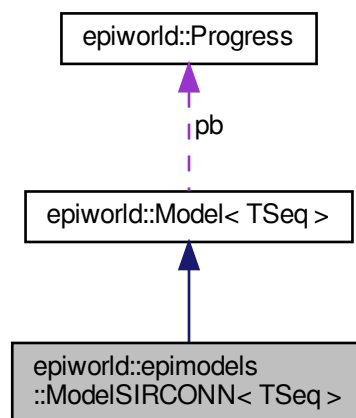 epiworld::Progress
pb
epiworld::Model< TSeq >
epiworld::epimodels
::ModelSIRCONN< TSeq >